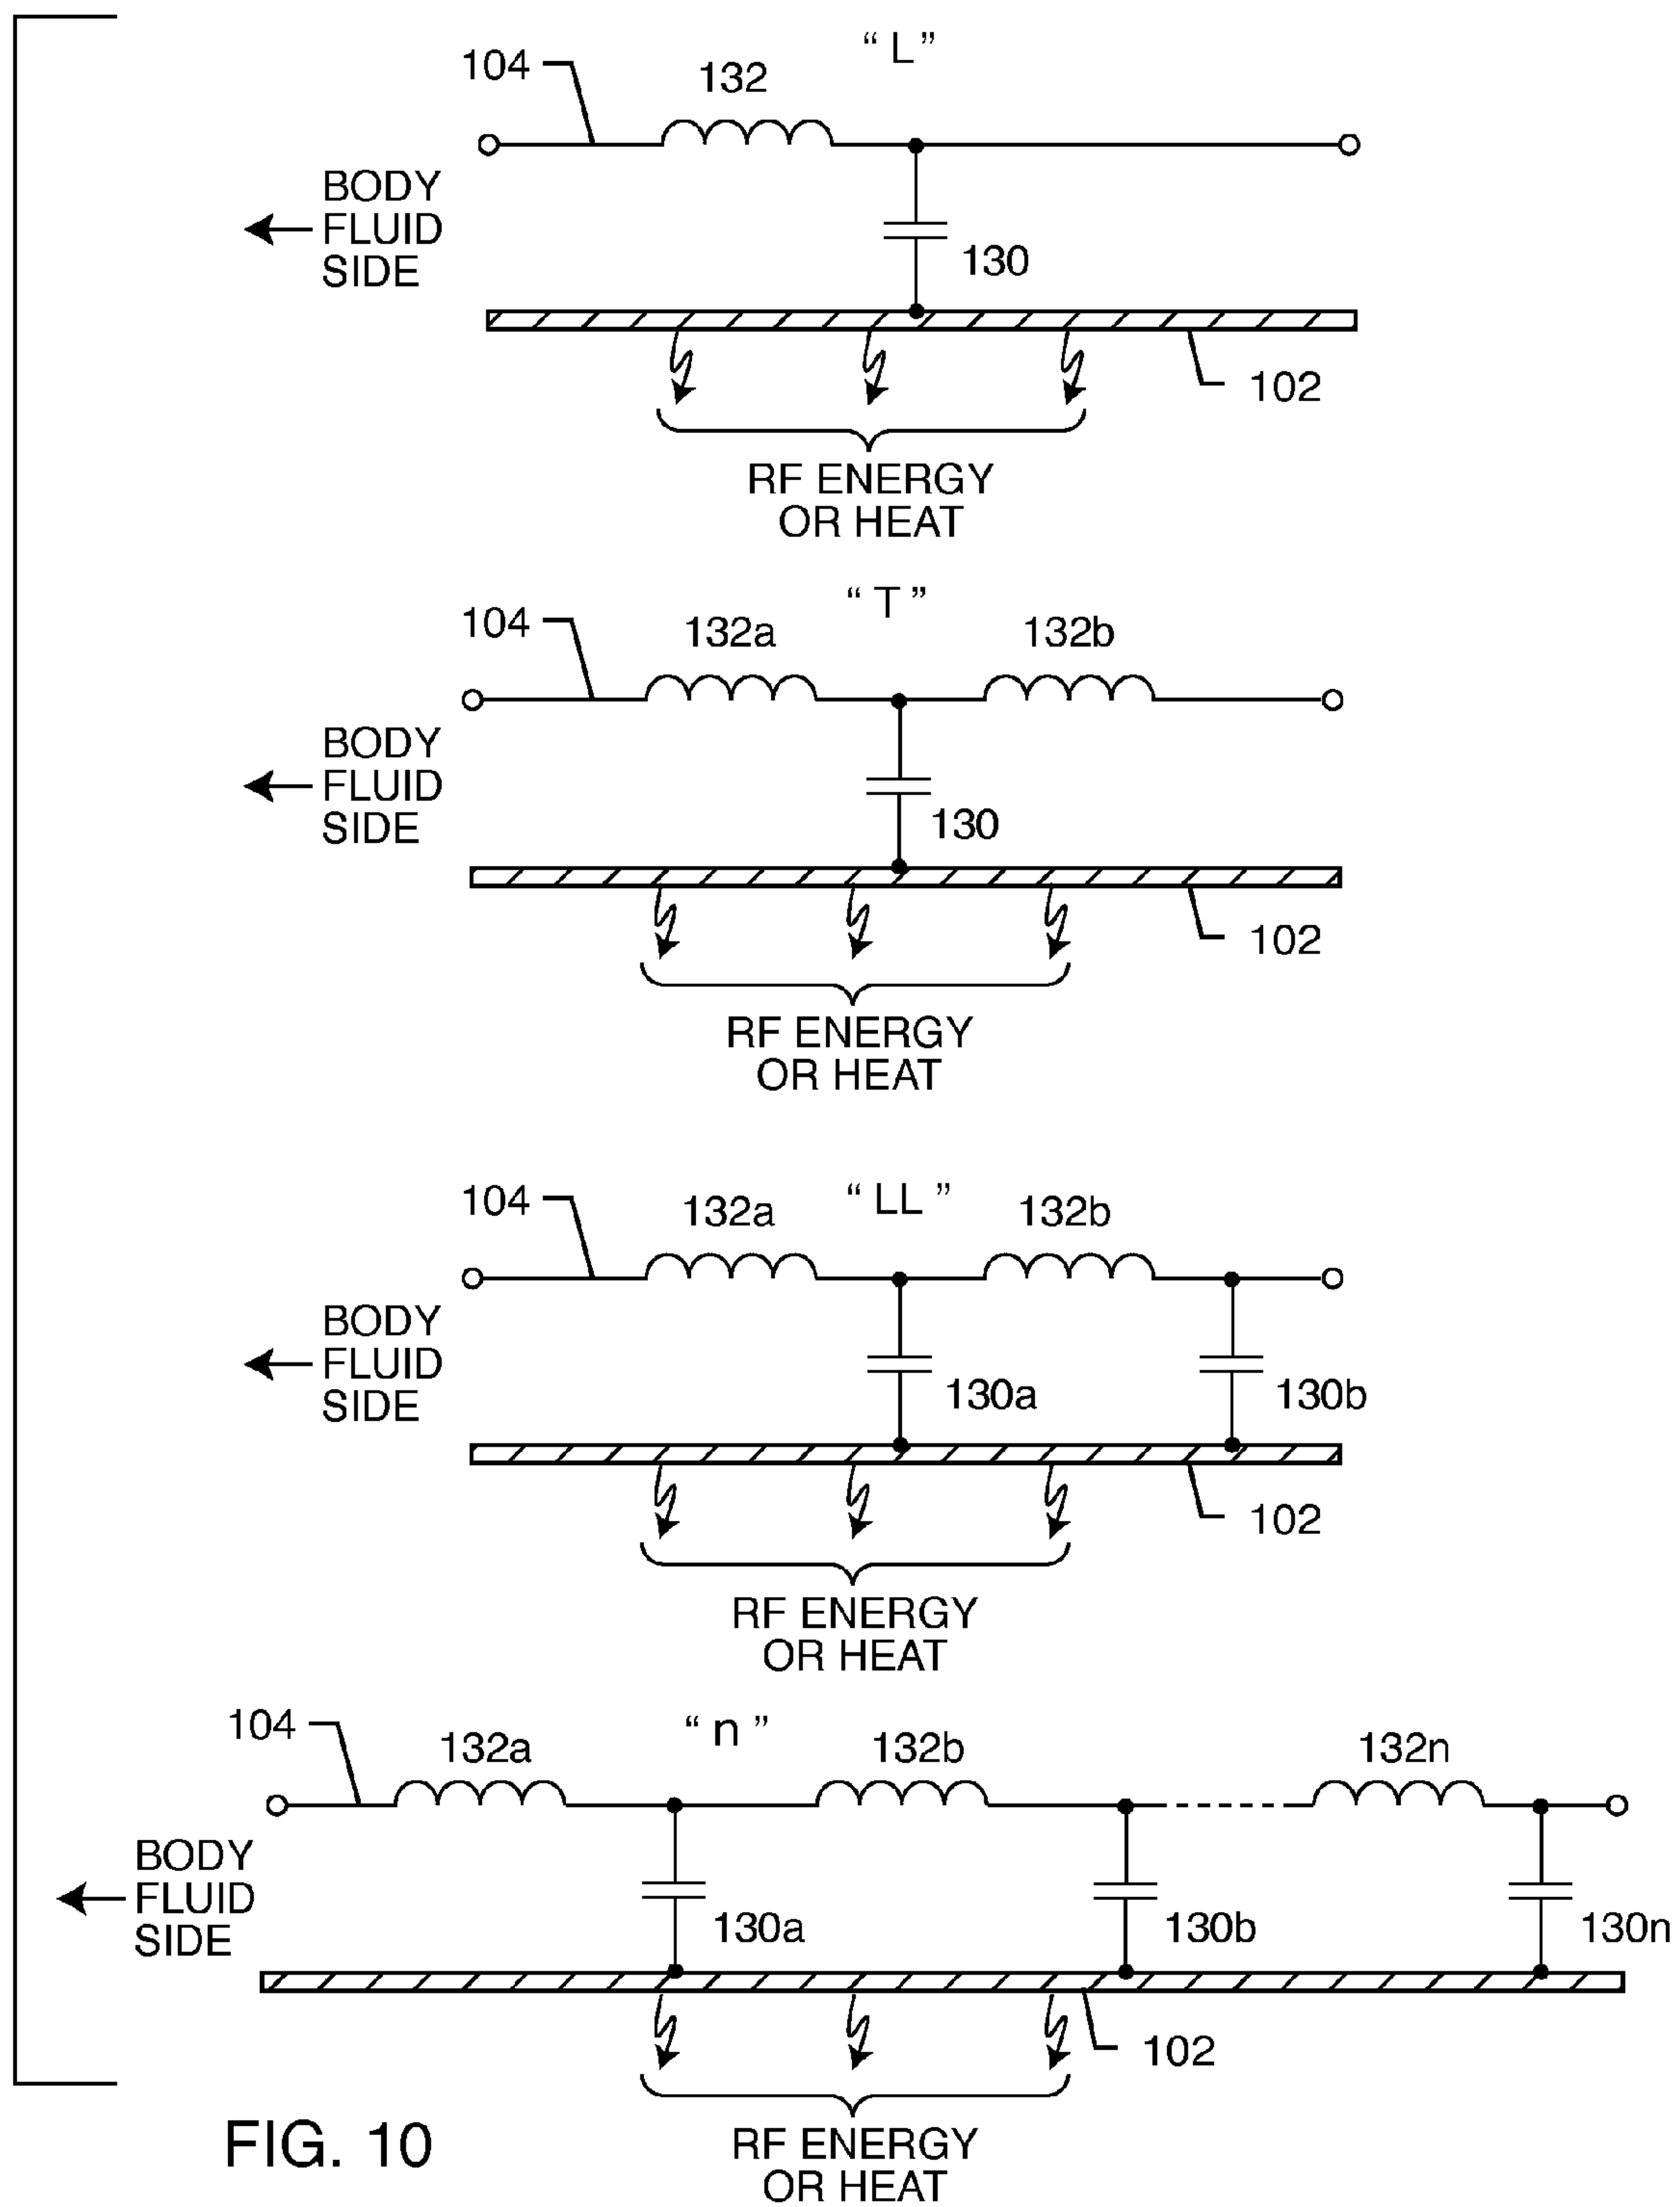 “ L ”
104
132
BODY
FLUID
SIDE
130
102
RF ENERGY
OR HEAT
“ T ”
104
132a
132b
BODY
FLUID
SIDE
130
102
RF ENERGY
OR HEAT
“ LL ”
104
132a
132b
BODY
FLUID
SIDE
130a
130b
102
RF ENERGY
OR HEAT
“ n ”
104
132a
132b
132n
BODY
FLUID
SIDE
130a
130b
130n
102
RF ENERGY
OR HEAT
FIG. 10